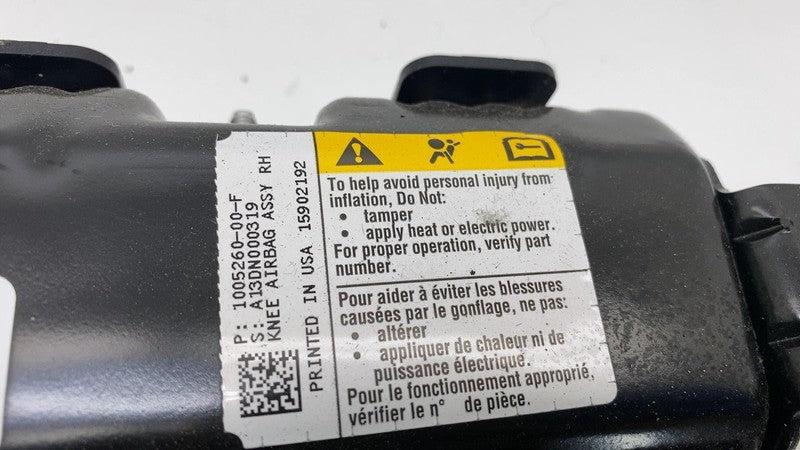 P: 1005260-00-F
S: A13DN000319
KNEE AIRBAG ASSY RH
PRINTED IN USA 15902192
To help avoid personal injury from
inflation, Do Not:
• tamper
• apply heat or electric power.
For proper operation, verify part
number.
Pour aider à éviter les blessures
causées par le gonflage, ne pas:
• altérer
• appliquer de chaleur ni de
puissance électrique.
Pour le fonctionnement approprié,
vérifier le n° de pièce.